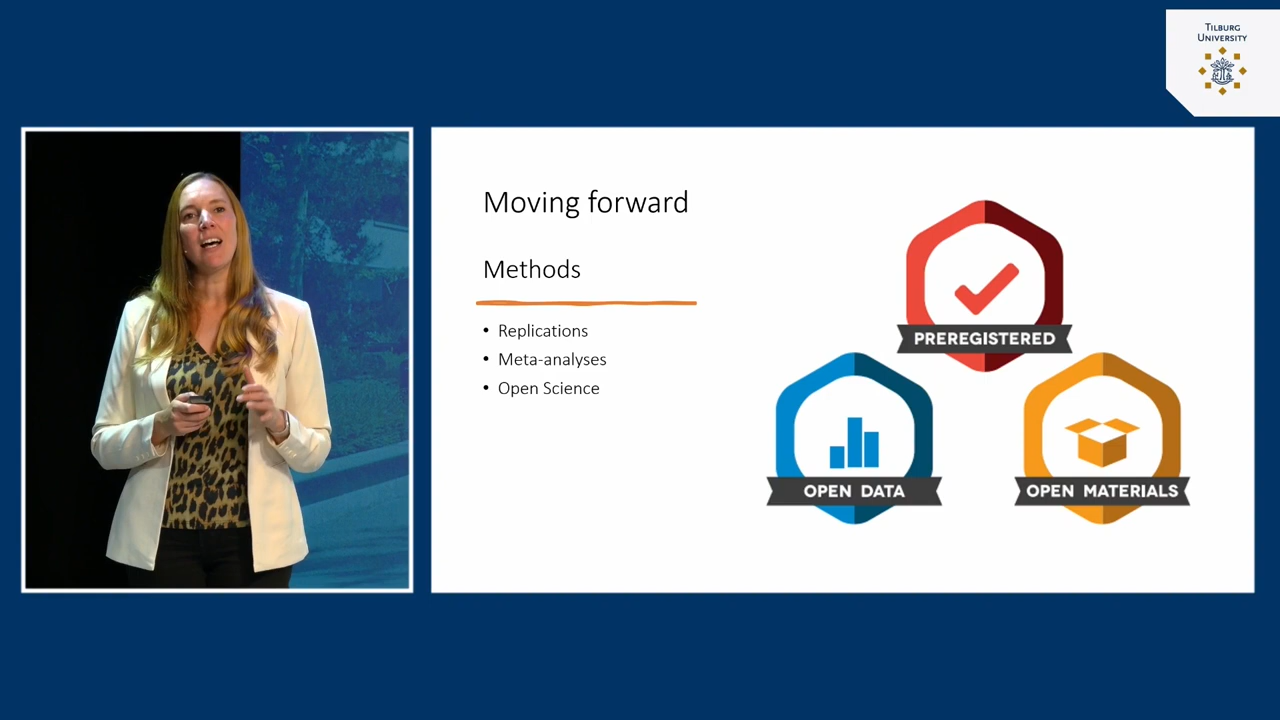 TILBURG
UNIVERSITY
Moving forward
Methods
• Replications
• Meta-analyses
• Open Science
PREREGISTERED
OPEN DATA
OPEN MATERIALS